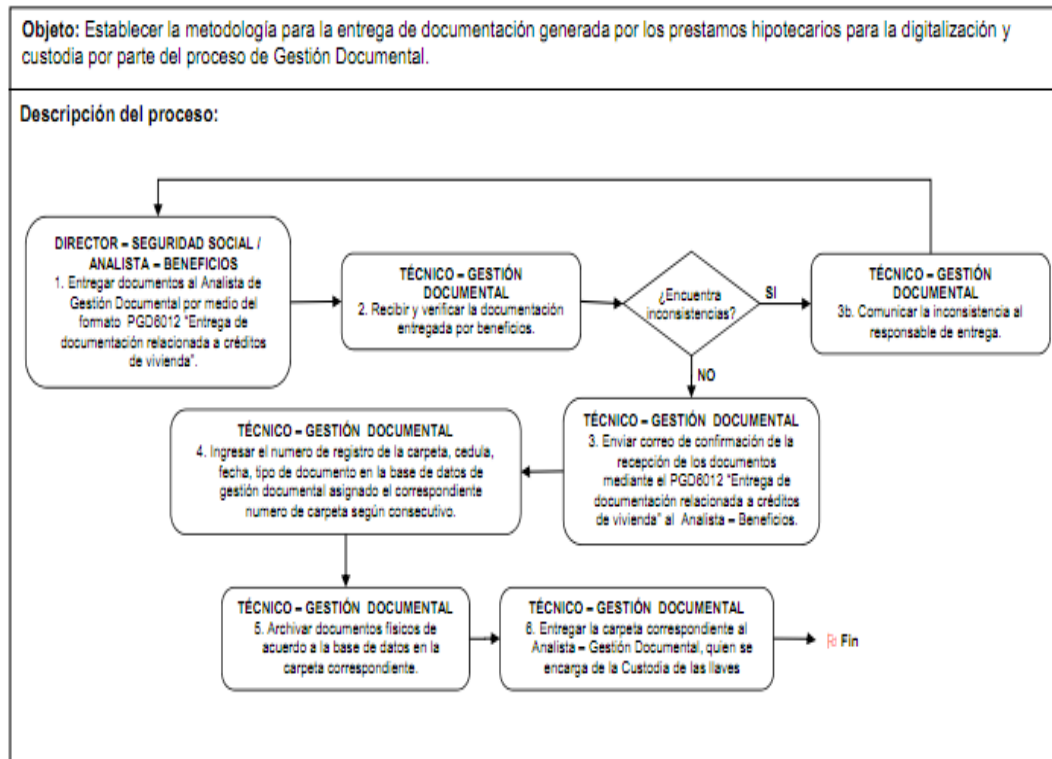 Objeto: Establecer la metodología para la entrega de documentación generada por los prestamos hipotecarios para la digitalización y
custodia por parte del proceso de Gestión Documental.
Descripción del proceso:
DIRECTOR – SEGURIDAD SOCIAL /
ANALISTA – BENEFICIOS
1. Entregar documentos al Analista de
Gestión Documental por medio del
formato PGD6012 "Entrega de
documentación relacionada a créditos
de vivienda".
TÉCNICO – GESTIÓN
DOCUMENTAL
2. Recibir y verificar la documentación
entregada por beneficios.
¿Encuentra
inconsistencias?
SI
TÉCNICO – GESTIÓN
DOCUMENTAL
3b. Comunicar la inconsistencia al
responsable de entrega.
NO
TÉCNICO – GESTIÓN DOCUMENTAL
3. Enviar correo de confirmación de la
recepción de los documentos
mediante el PGD6012 "Entrega de
documentación relacionada a créditos
de vivienda" al Analista – Beneficios.
TÉCNICO – GESTIÓN DOCUMENTAL
4. Ingresar el numero de registro de la carpeta, cedula,
fecha, tipo de documento en la base de datos de
gestión documental asignado el correspondiente
numero de carpeta según consecutivo.
TÉCNICO – GESTIÓN DOCUMENTAL
5. Archivar documentos físicos de
acuerdo a la base de datos en la
carpeta correspondiente.
TÉCNICO – GESTIÓN DOCUMENTAL
6. Entregar la carpeta correspondiente al
Analista – Gestión Documental, quien se
encarga de la Custodia de las llaves
Fin